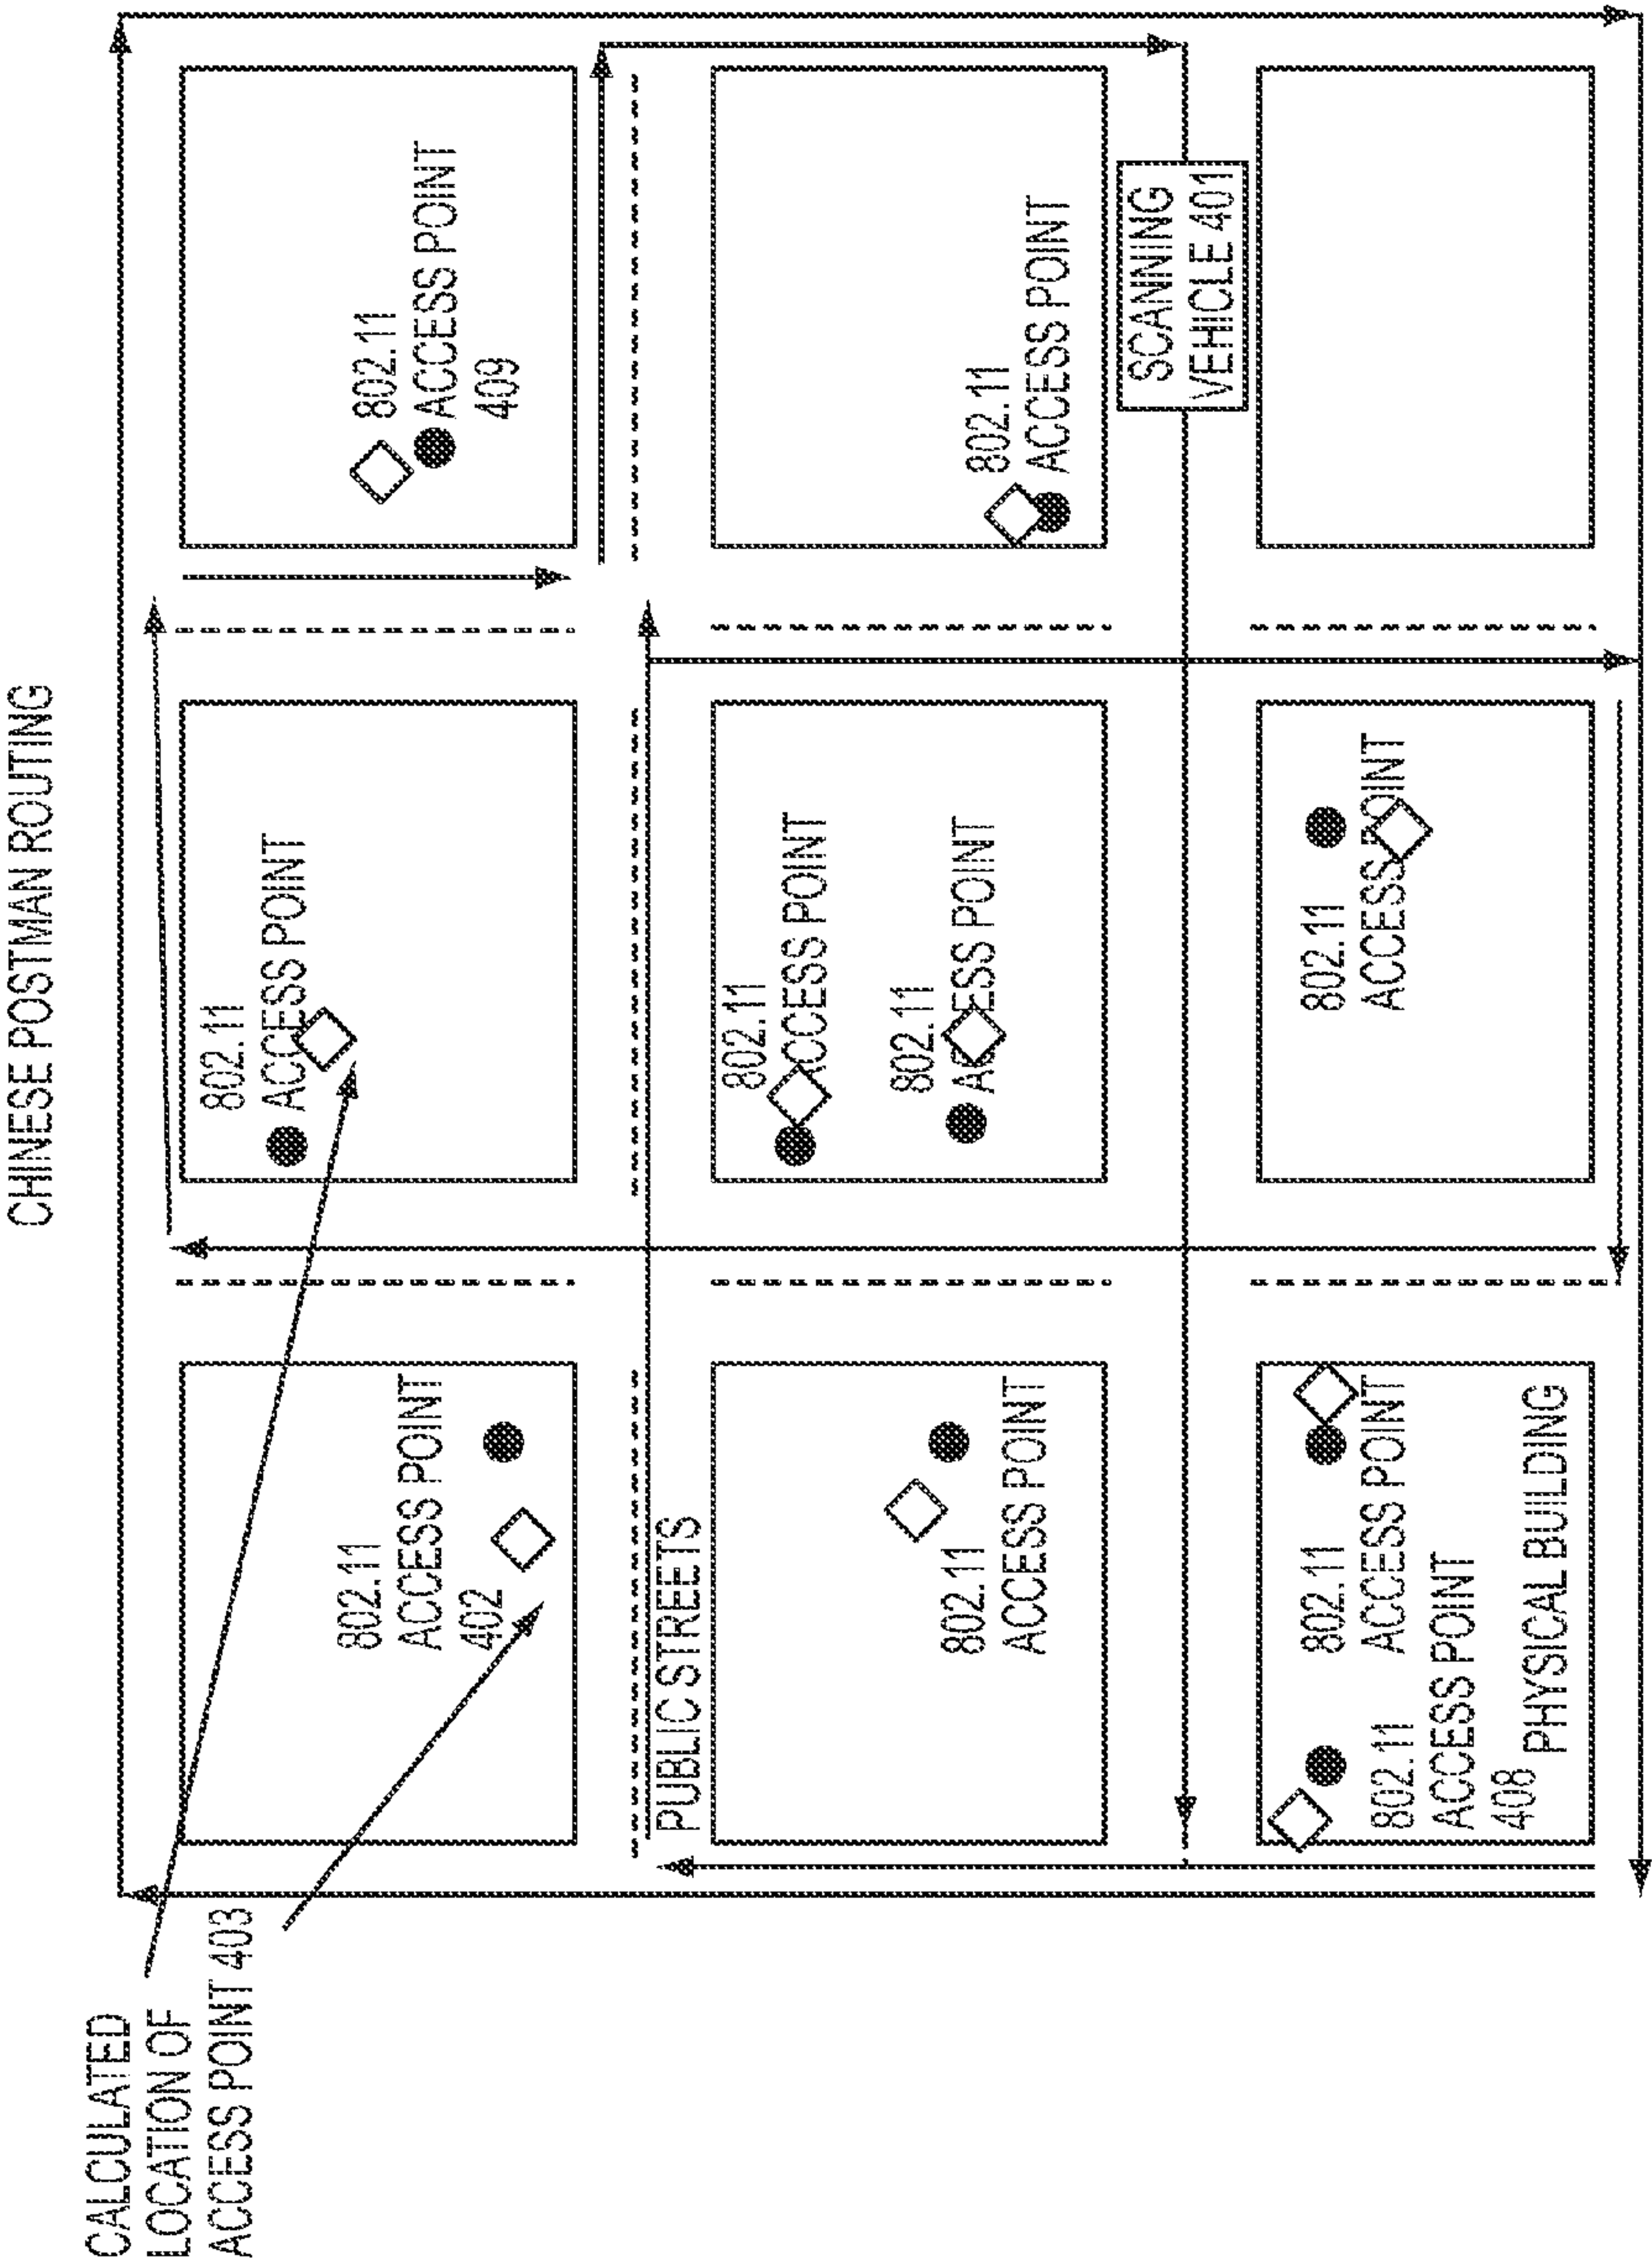 CHINESE POSTMAN ROUTING
CALCULATED
LOCATION OF
ACCESS POINT 403
802.11
ACCESS POINT
402
802.11
ACCESS POINT
802.11
ACCESS POINT
409
PUBLIC STREETS
802.11
ACCESS POINT
802.11
ACCESS POINT
802.11
ACCESS POINT
802.11
ACCESS POINT
SCANNING
VEHICLE 401
802.11
ACCESS POINT
802.11
ACCESS POINT
408
PHYSICAL BUILDING
802.11
ACCESS POINT